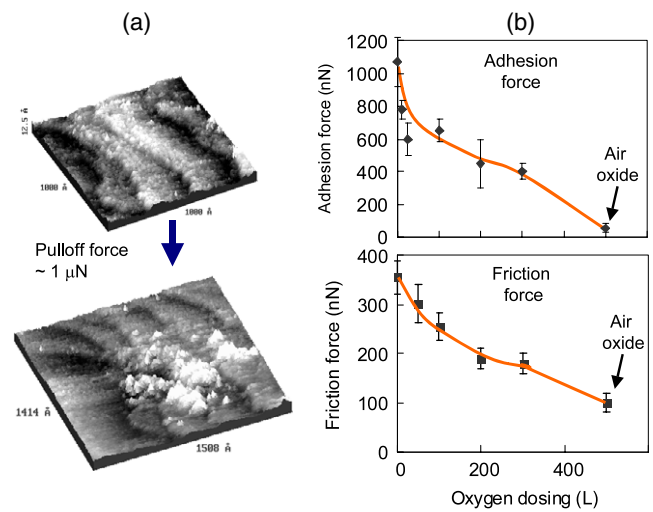 (a)
(b)
12.5 Å
1000 Å
1000 Å
Pulloff force
~ 1 μN
1414 Å
1508 Å
Adhesion force (nN)
1200
1000
800
600
400
200
0
Adhesion
force
Air
oxide
Friction force (nN)
400
300
200
100
0
Friction
force
Air
oxide
0
200
400
Oxygen dosing (L)